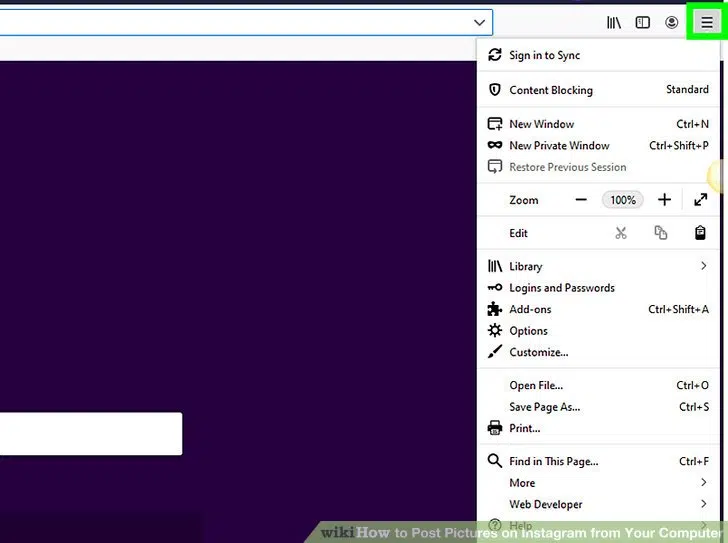 Sign in to Sync
Content Blocking Standard
New Window Ctrl+N
New Private Window Ctrl+Shift+P
Restore Previous Session
Zoom 100%
Edit
Library
Logins and Passwords
Add-ons Ctrl+Shift+A
Options
Customize...
Open File... Ctrl+O
Save Page As... Ctrl+S
Print...
Find in This Page... Ctrl+F
More
Web Developer
Help
wikiHow to Post Pictures on Instagram from Your Computer